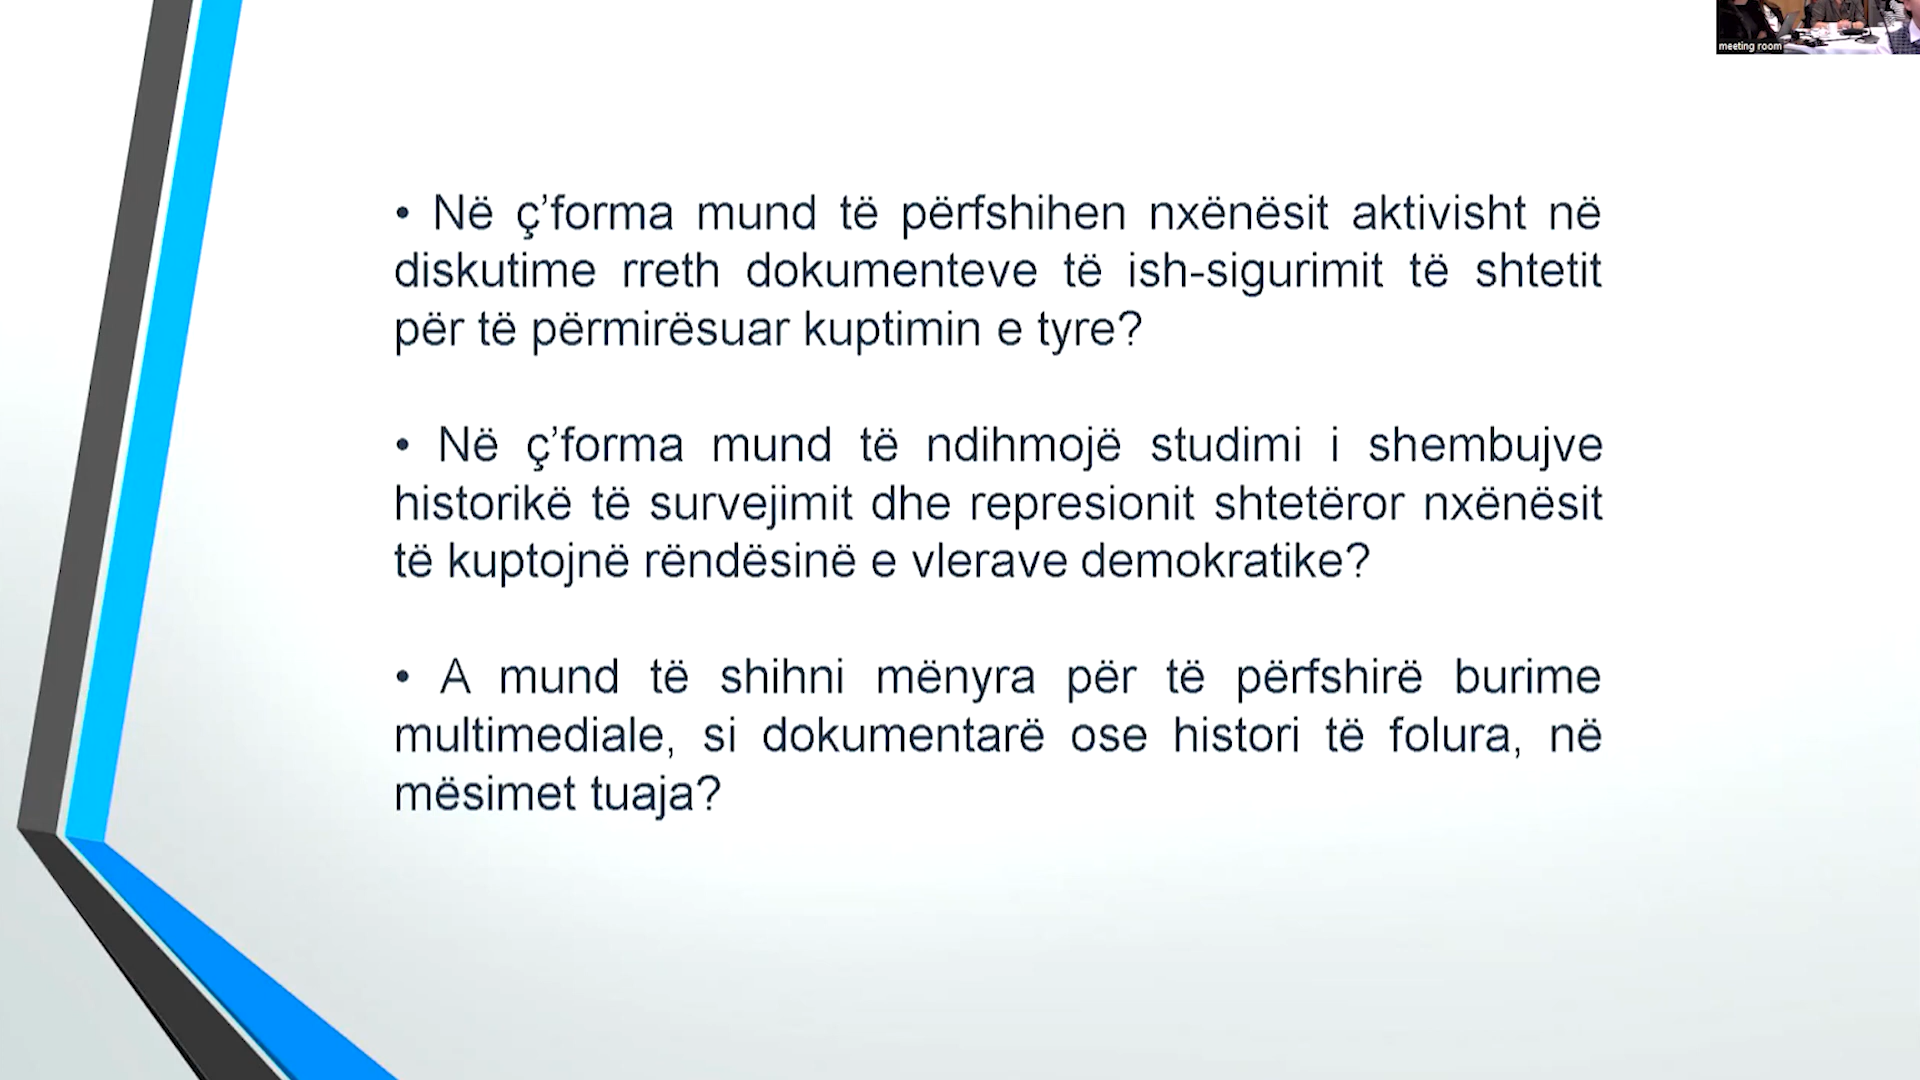 meeting room
• Në ç’forma mund të përfshihen nxënësit aktivisht në
diskutime rreth dokumenteve të ish-sigurimit të shtetit
për të përmirësuar kuptimin e tyre?
• Në ç’forma mund të ndihmojë studimi i shembujve
historikë të survejimit dhe represionit shtetëror nxënësit
të kuptojnë rëndësinë e vlerave demokratike?
• A mund të shihni mënyra për të përfshirë burime
multimediale, si dokumentarë ose histori të folura, në
mësimet tuaja?